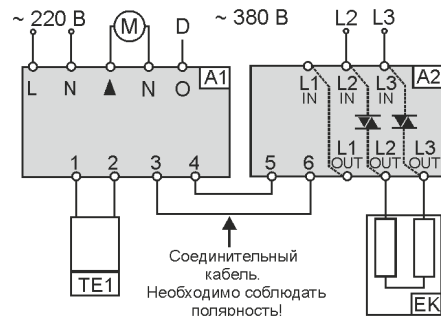 ~ 220 В
M
D
~ 380 В
L2 L3
L N ▲ N O
A1
L1 L2 L3
IN IN IN
A2
L1 L2 L3
OUT OUT OUT
1 2 3 4
5 6
TE1
Соединительный
кабель.
Необходимо соблюдать
полярность!
EK